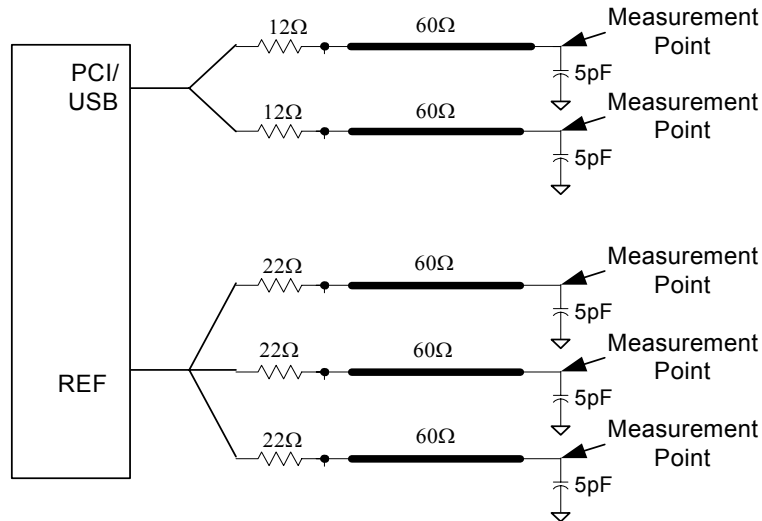 PCI/
USB
12Ω
60Ω
Measurement
Point
5pF
12Ω
60Ω
Measurement
Point
5pF
REF
22Ω
60Ω
Measurement
Point
5pF
22Ω
60Ω
Measurement
Point
5pF
22Ω
60Ω
Measurement
Point
5pF